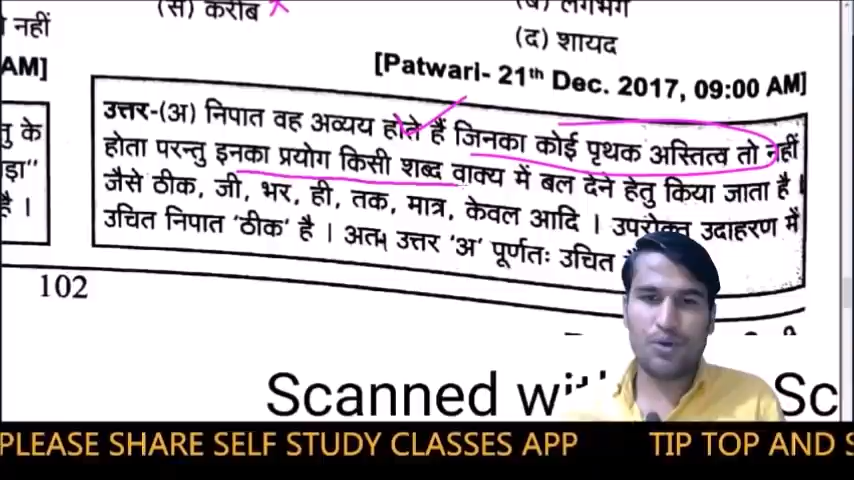 (स) करीब
(ब) लगभग
(द) शायद
नहीं
AM]
[Patwari- 21th Dec. 2017, 09:00 AM]
तु के
ड़ा”
है ।
उत्तर-(अ) निपात वह अव्यय होते हैं जिनका कोई पृथक अस्तित्व तो नहीं
होता परन्तु इनका प्रयोग किसी शब्द वाक्य में बल देने हेतु किया जाता है ।
जैसे ठीक, जी, भर, ही, तक, मात्र, केवल आदि । उपरोक्त उदाहरण में
उचित निपात ‘ठीक’ है । अतः उत्तर ‘अ’ पूर्णतः उचित
102
Scanned wit
Sc
PLEASE SHARE SELF STUDY CLASSES APP
TIP TOP AND S